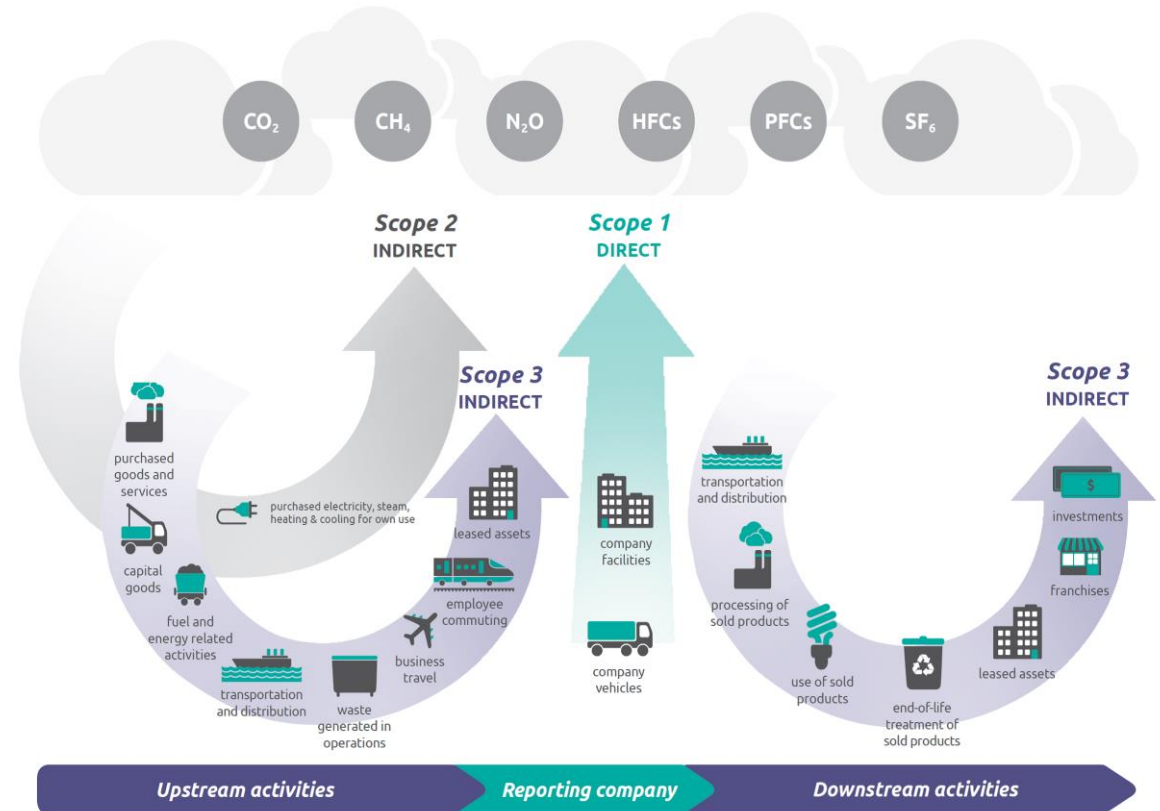 CO₂
CH₄
N₂O
HFCs
PFCs
SF₆
Scope 2
INDIRECT
Scope 1
DIRECT
Scope 3
INDIRECT
Scope 3
INDIRECT
purchased
goods and
services
capital
goods
fuel and
energy related
activities
transportation
and distribution
waste
generated in
operations
business
travel
employee
commuting
leased assets
purchased electricity, steam,
heating & cooling for own use
company
facilities
company
vehicles
transportation
and distribution
processing of
sold products
use of sold
products
end-of-life
treatment of
sold products
leased assets
franchises
$
investments
Upstream activities
Reporting company
Downstream activities